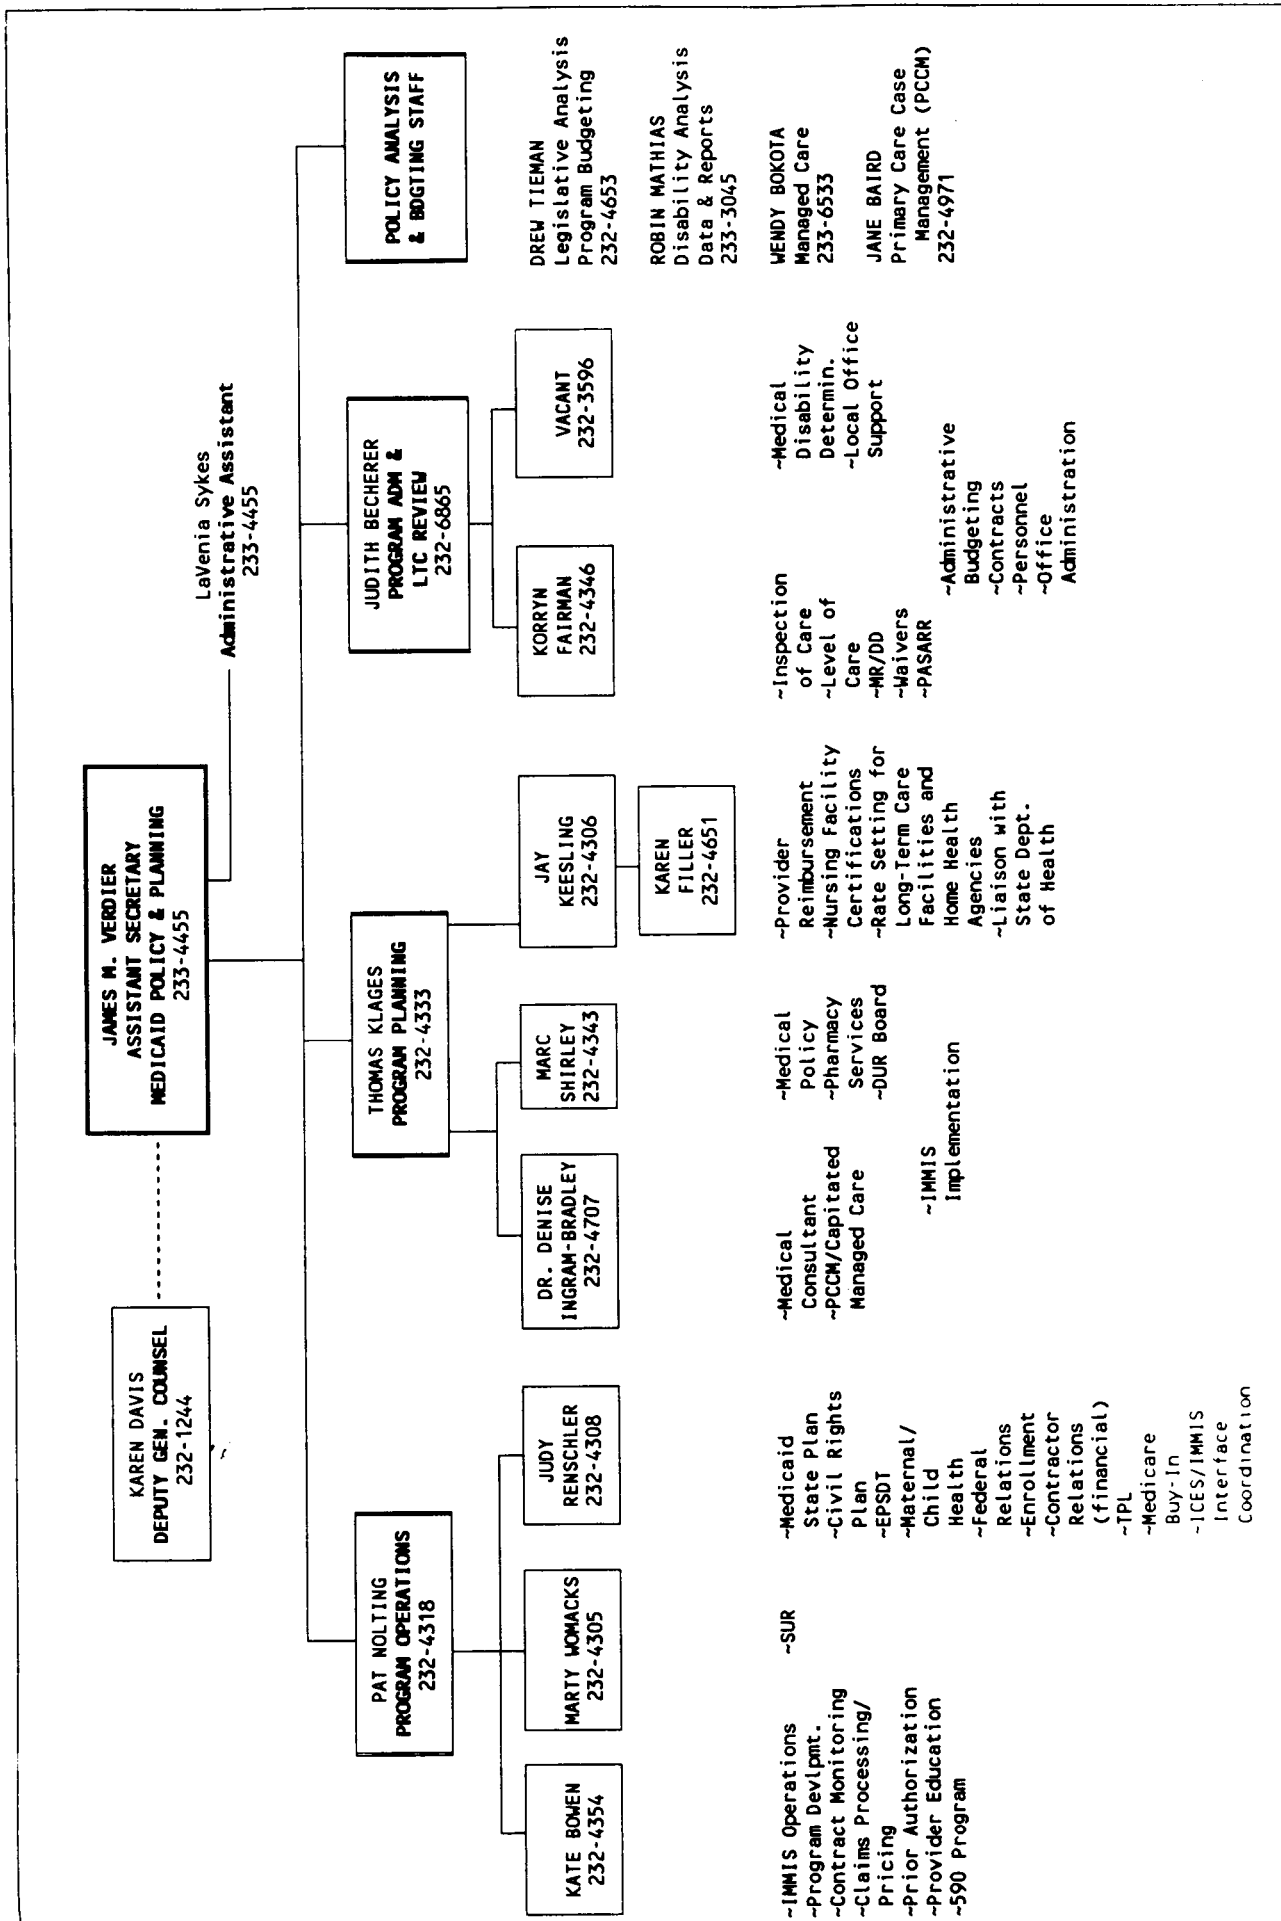 JAMES M. VERDIER
ASSISTANT SECRETARY
MEDICAID POLICY & PLANNING
233-4455
KAREN DAVIS
DEPUTY GEN. COUNSEL
232-1244
LaVenia Sykes
Administrative Assistant
233-4455
PAT NOLTING
PROGRAM OPERATIONS
232-4318
THOMAS KLAGES
PROGRAM PLANNING
232-4333
JUDITH BECHERER
PROGRAM ADM &
LTC REVIEW
232-6865
POLICY ANALYSIS
& BDGTING STAFF
KATE BOWEN
232-4354
MARTY WOMACKS
232-4305
JUDY
RENSCHLER
232-4308
DR. DENISE
INGRAM-BRADLEY
232-4707
MARC
SHIRLEY
232-4343
JAY
KEESLING
232-4306
KAREN
FILLER
232-4651
KORRYN
FAIRMAN
232-4346
VACANT
232-3596
DREW TIEMAN
Legislative Analysis
Program Budgeting
232-4653
ROBIN MATHIAS
Disability Analysis
Data & Reports
233-3045
WENDY BOKOTA
Managed Care
233-6533
JANE BAIRD
Primary Care Case
Management (PCCM)
232-4971
~IMMIS Operations
~Program Devlpmt.
~Contract Monitoring
~Claims Processing/
Pricing
~Prior Authorization
~Provider Education
~590 Program
~SUR
~Medicaid
State Plan
~Civil Rights
Plan
~EPSDT
~Maternal/
Child
Health
~Federal
Relations
~Enrollment
~Contractor
Relations
(financial)
~TPL
~Medicare
Buy-In
~ICES/IMMIS
Interface
Coordination
~Medical
Consultant
~PCCM/Capitated
Managed Care
~Medical
Policy
~Pharmacy
Services
~DUR Board
~IMMIS
Implementation
~Provider
Reimbursement
~Nursing Facility
Certifications
~Rate Setting for
Long-Term Care
Facilities and
Home Health
Agencies
~Liaison with
State Dept.
of Health
~Inspection
of Care
~Level of
Care
~MR/DD
~Waivers
~PASARR
~Medical
Disability
Determin.
~Local Office
Support
~Administrative
Budgeting
~Contracts
~Personnel
~Office
Administration